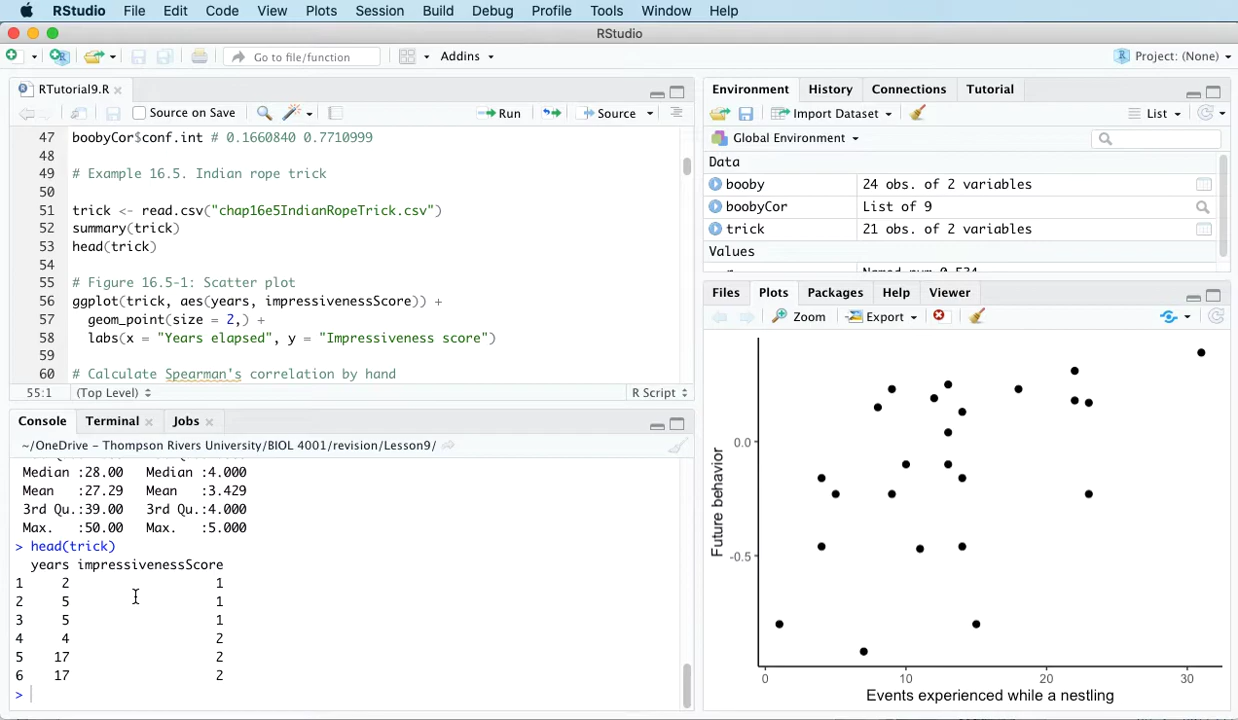 RStudio File Edit Code View Plots Session Build Debug Profile Tools Window Help
RStudio
Go to file/function Addins Project: (None)
RTutorial9.R
Source on Save Run Source
47 boobyCor$conf.int # 0.1660840 0.7710999
48
49 # Example 16.5. Indian rope trick
50
51 trick <- read.csv("chap16e5IndianRopeTrick.csv")
52 summary(trick)
53 head(trick)
54
55 # Figure 16.5-1: Scatter plot
56 ggplot(trick, aes(years, impressivenessScore)) +
57 geom_point(size = 2,) +
58 labs(x = "Years elapsed", y = "Impressiveness score")
59
60 # Calculate Spearman's correlation by hand
55:1 (Top Level) R Script
Console Terminal Jobs
~/OneDrive – Thompson Rivers University/BIOL 4001/revision/Lesson9/
Median :28.00 Median :4.000
Mean :27.29 Mean :3.429
3rd Qu.:39.00 3rd Qu.:4.000
Max. :50.00 Max. :5.000
> head(trick)
years impressivenessScore
1 2 1
2 5 1
3 5 1
4 4 2
5 17 2
6 17 2
>
Environment History Connections Tutorial
Import Dataset List
Global Environment
Data
booby 24 obs. of 2 variables
boobyCor List of 9
trick 21 obs. of 2 variables
Values
Files Plots Packages Help Viewer
Zoom Export
Future behavior
0.0
-0.5
0 10 20 30
Events experienced while a nestling